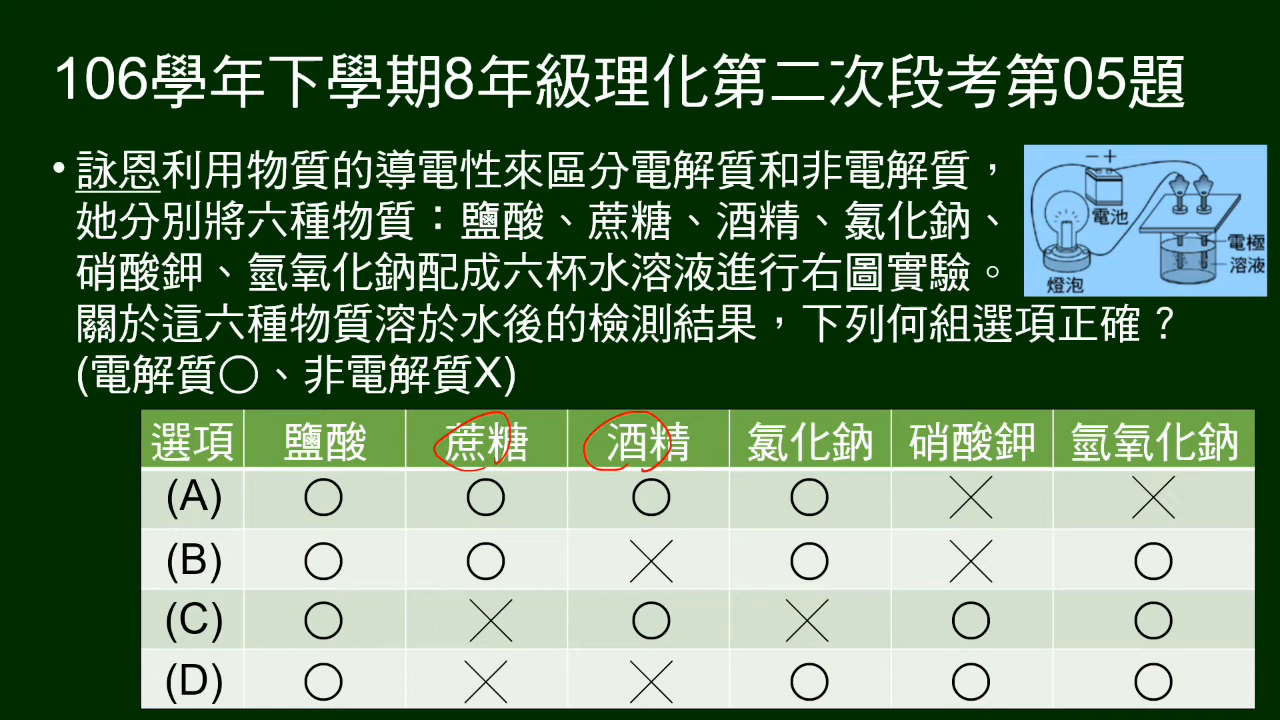 106學年下學期8年級理化第二次段考第05題
• 詠恩利用物質的導電性來區分電解質和非電解質，
她分別將六種物質：鹽酸、蔗糖、酒精、氯化鈉、
硝酸鉀、氫氧化鈉配成六杯水溶液進行右圖實驗。
關於這六種物質溶於水後的檢測結果，下列何組選項正確？
(電解質〇、非電解質X)
－＋
電池
電極
溶液
燈泡
選項 鹽酸 蔗糖 酒精 氯化鈉 硝酸鉀 氫氧化鈉
(A) 〇 〇 〇 〇 ╳ ╳
(B) 〇 〇 ╳ 〇 ╳ 〇
(C) 〇 ╳ 〇 ╳ 〇 〇
(D) 〇 ╳ ╳ 〇 〇 〇